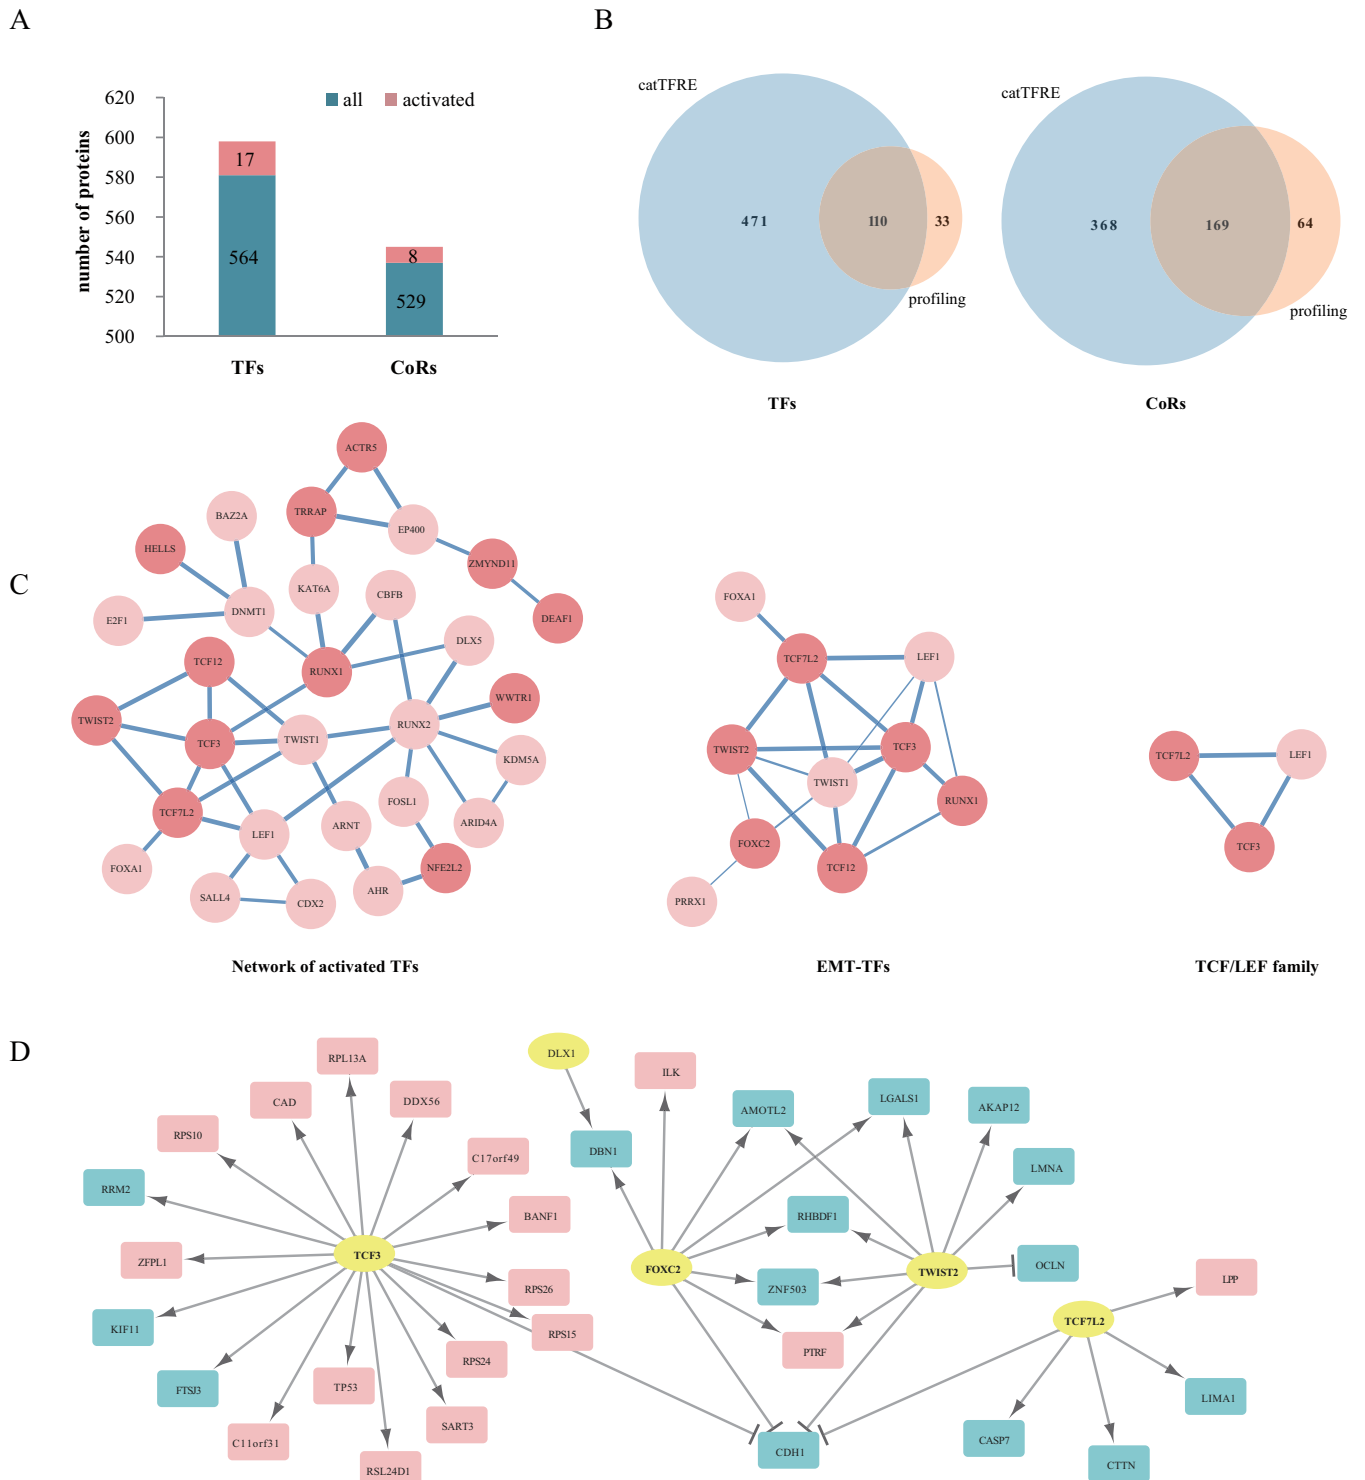 A
B
620
600
580
560
540
520
500
number of proteins
all
activated
17
564
8
529
TFs
CoRs
catTFRE
471
110
33
profiling
TFs
catTFRE
368
169
64
profiling
CoRs
C
ACTR5
TRRAP
EP400
BAZ2A
HELLS
ZMYND11
KAT6A
CBFB
DEAF1
E2F1
DNMT1
DLX5
TCF12
RUNX1
WWTR1
TWIST2
TCF3
TWIST1
RUNX2
KDM5A
TCF7L2
FOSL1
LEF1
ARNT
ARID4A
FOXA1
NFE2L2
SALL4
CDX2
AHR
Network of activated TFs
FOXA1
TCF7L2
LEF1
TWIST2
TCF3
TWIST1
RUNX1
FOXC2
TCF12
PRRX1
EMT-TFs
TCF7L2
LEF1
TCF3
TCF/LEF family
D
RPL13A
CAD
DDX56
RPS10
C17orf49
RRM2
BANF1
ZFPL1
TCF3
RPS26
KIF11
RPS15
RPS24
FTSJ3
TP53
SART3
C11orf31
RSL24D1
DLX1
ILK
DBN1
AMOTL2
LGALS1
AKAP12
LMNA
RHBDF1
FOXC2
TWIST2
OCLN
ZNF503
PTRF
CDH1
TCF7L2
LPP
LIMA1
CASP7
CTTN